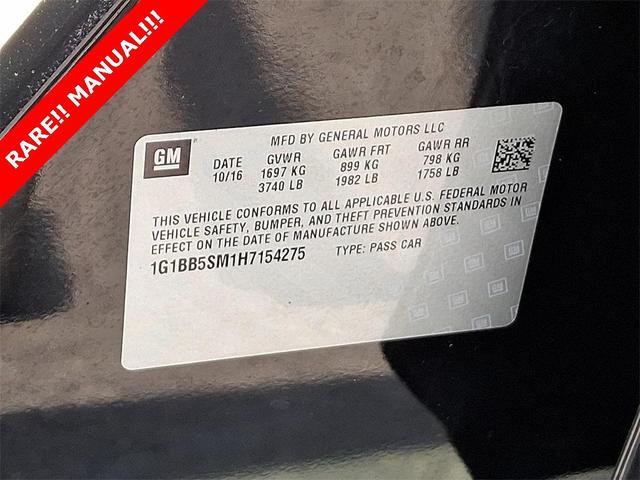 RARE!! MANUAL!!!
MFD BY GENERAL MOTORS LLC
GM
DATE GVWR GAWR FRT GAWR RR
10/16 1697 KG 899 KG 798 KG
3740 LB 1982 LB 1758 LB
THIS VEHICLE CONFORMS TO ALL APPLICABLE U.S. FEDERAL MOTOR
VEHICLE SAFETY, BUMPER, AND THEFT PREVENTION STANDARDS IN
EFFECT ON THE DATE OF MANUFACTURE SHOWN ABOVE.
1G1BB5SM1H7154275 TYPE: PASS CAR